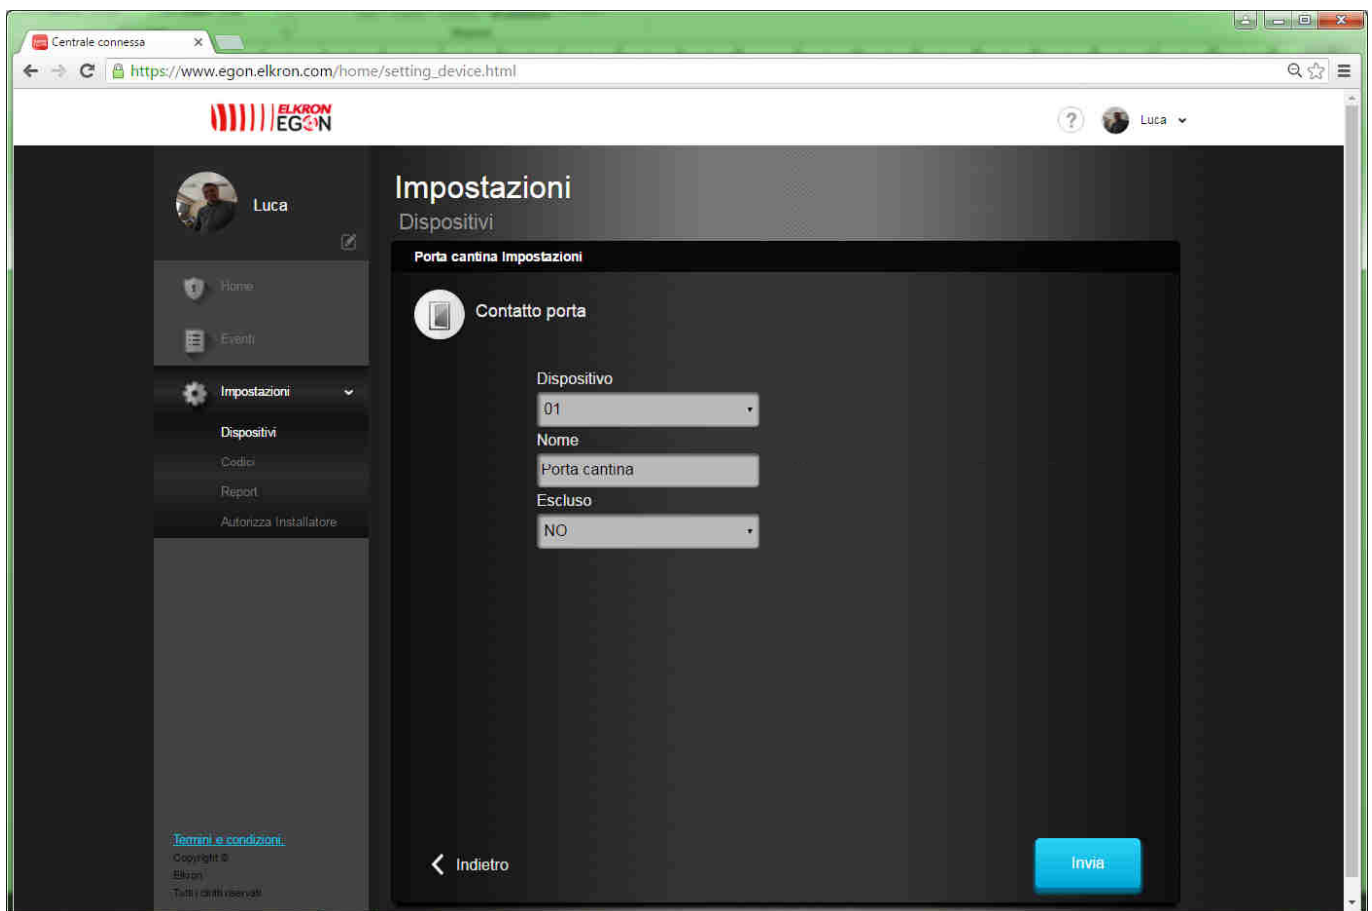 Centrale connessa
https://www.egon.elkron.com/home/setting_device.html
ELKRON
EGON
?
Luca
Luca
Impostazioni
Dispositivi
Home
Eventi
Impostazioni
Dispositivi
Codici
Report
Autorizza Installatore
Porta cantina Impostazioni
Contatto porta
Dispositivo
01
Nome
Porta cantina
Escluso
NO
Termini e condizioni.
Copyright ©
Elkron
Tutti i diritti riservati
Indietro
Invia